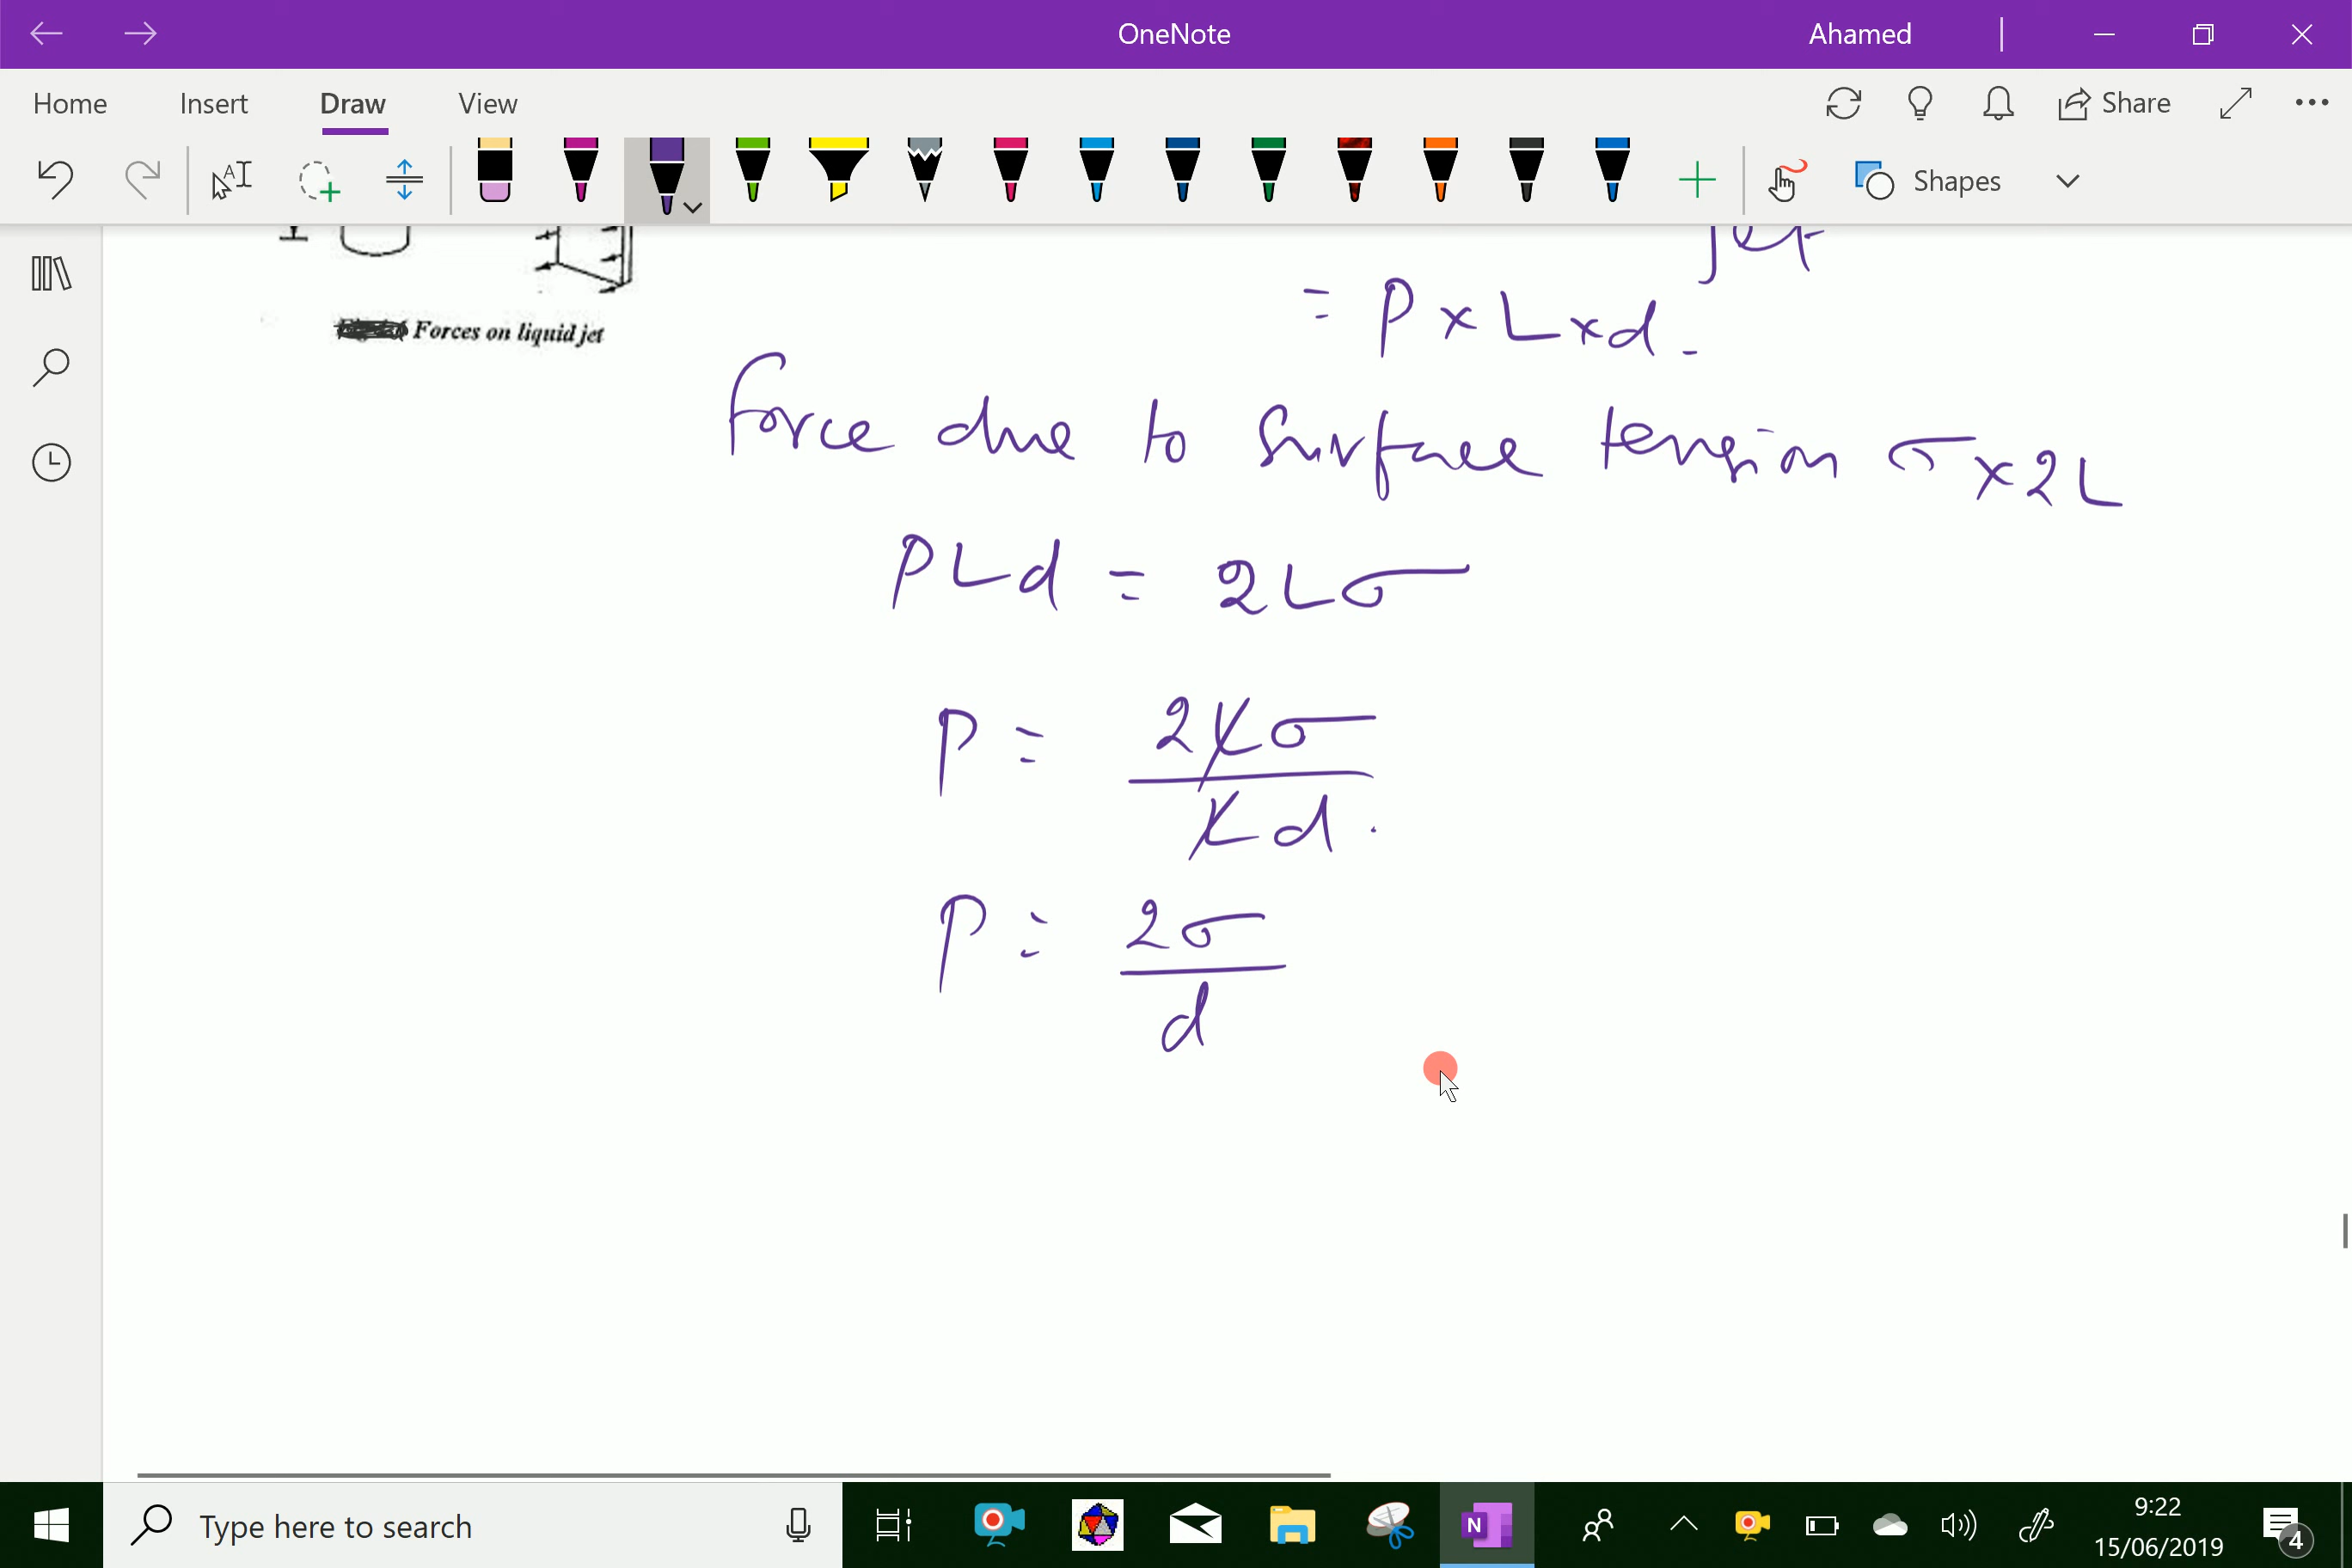 OneNote
Ahamed
Home Insert Draw View
Share
Shapes
Forces on liquid jet
jet
= P × L × d.
Force due to Surface tension σ × 2L
PLd = 2Lσ
P = 2Lσ / Ld.
P = 2σ / d
Type here to search
N
9:22
15/06/2019
4